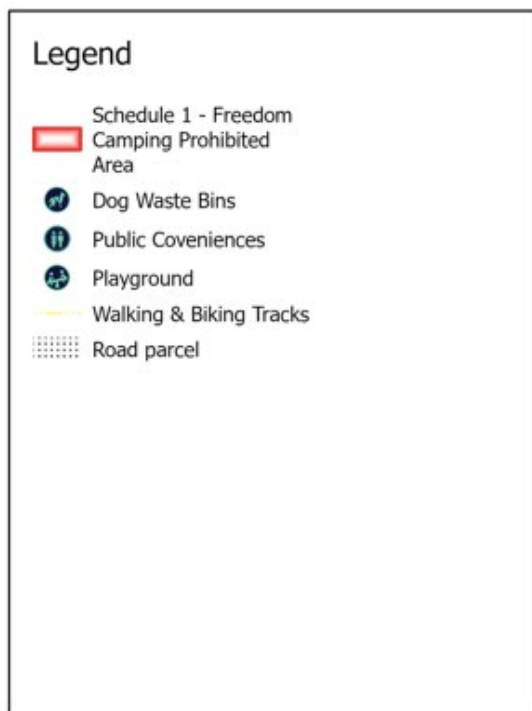 Legend
Schedule 1 - Freedom
Camping Prohibited
Area
Dog Waste Bins
Public Coveniences
Playground
Walking & Biking Tracks
Road parcel